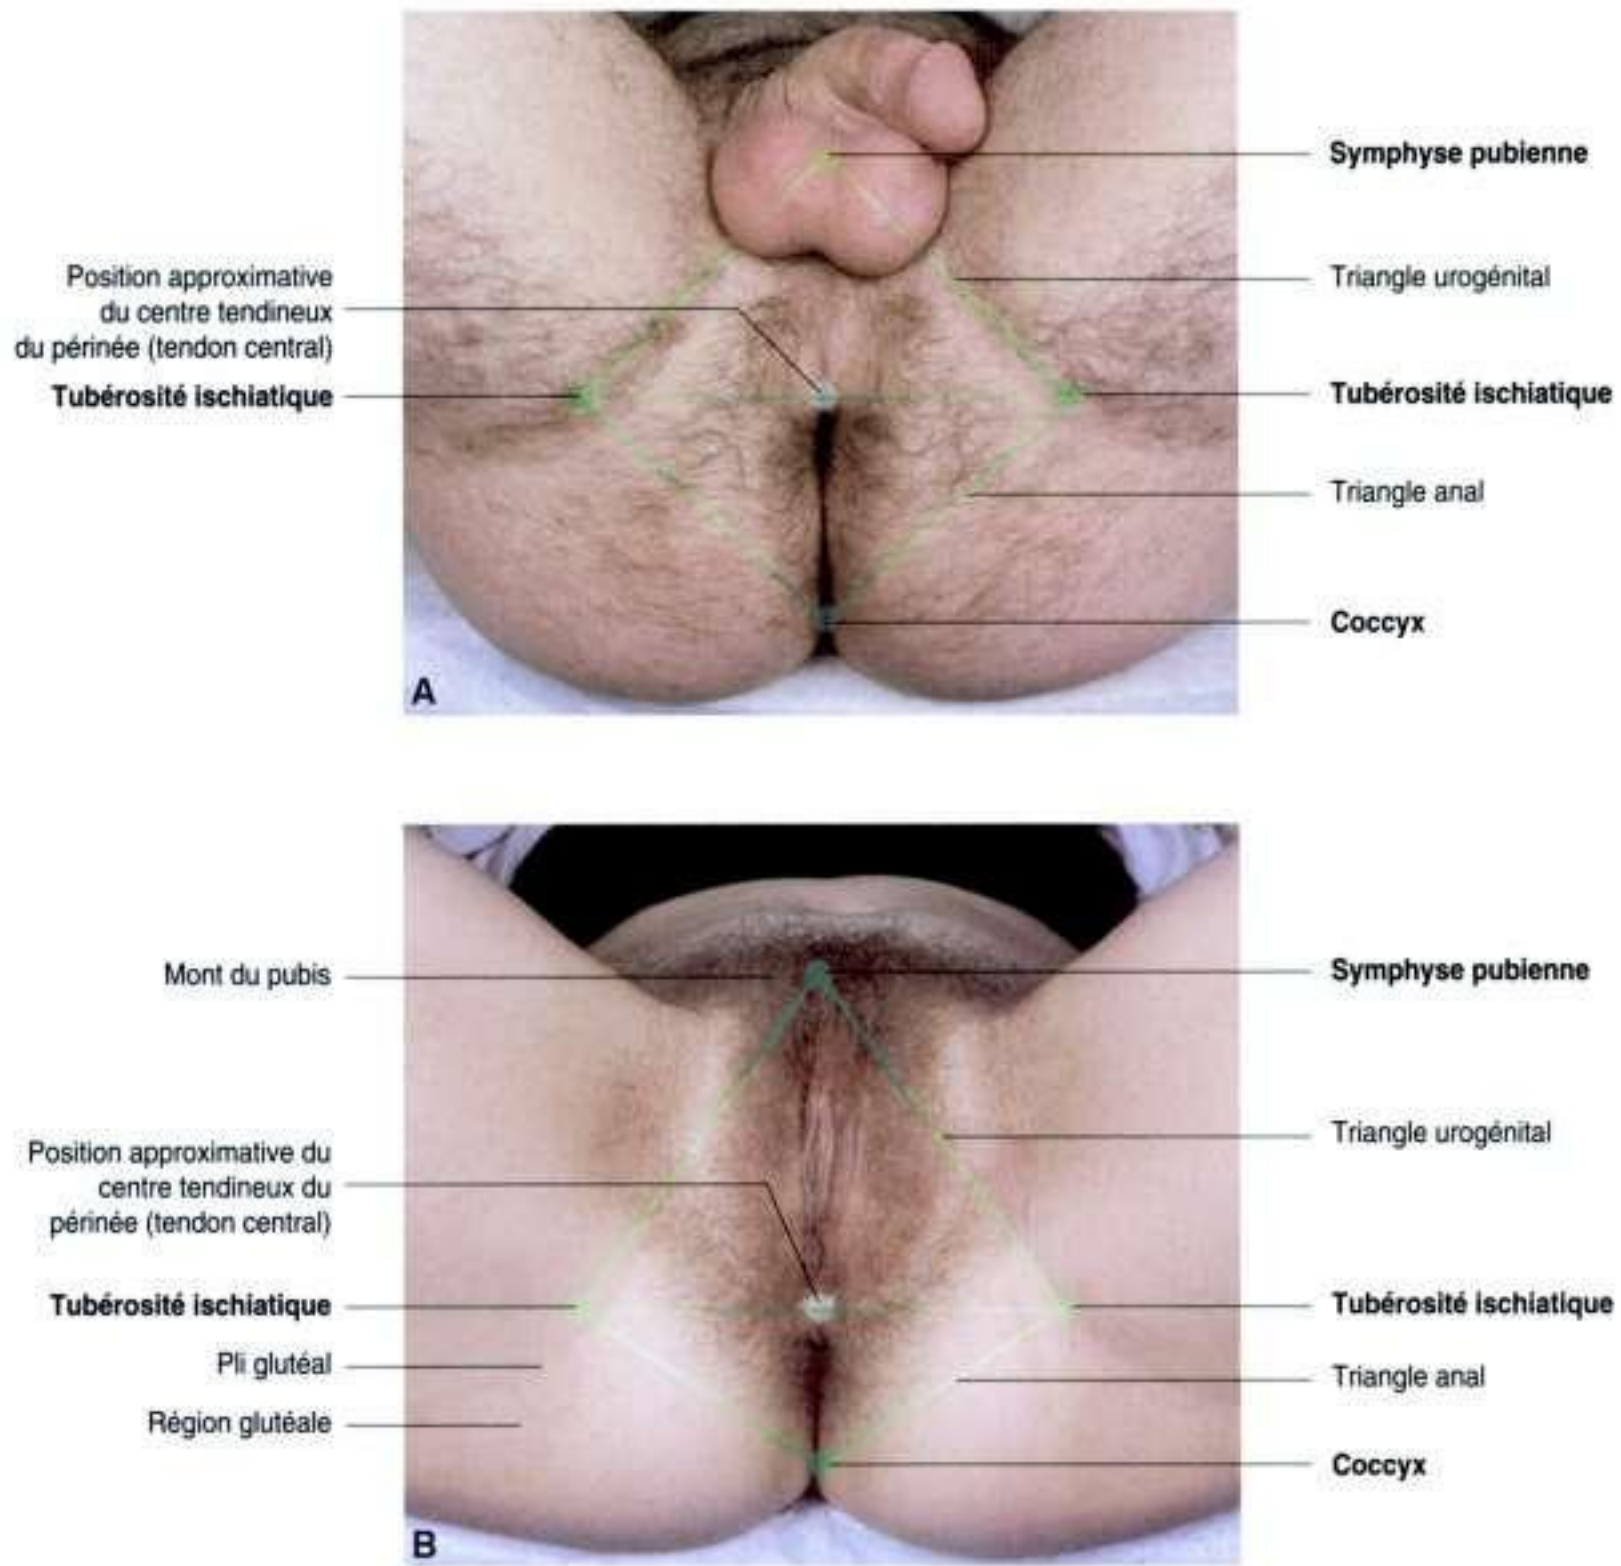 Symphyse pubienne
Position approximative
du centre tendineux
du périnée (tendon central)
Triangle urogénital
Tubérosité ischiatique
Tubérosité ischiatique
Triangle anal
Coccyx
A
Mont du pubis
Symphyse pubienne
Position approximative du
centre tendineux du
périnée (tendon central)
Triangle urogénital
Tubérosité ischiatique
Tubérosité ischiatique
Pli glutéal
Triangle anal
Région glutéale
Coccyx
B